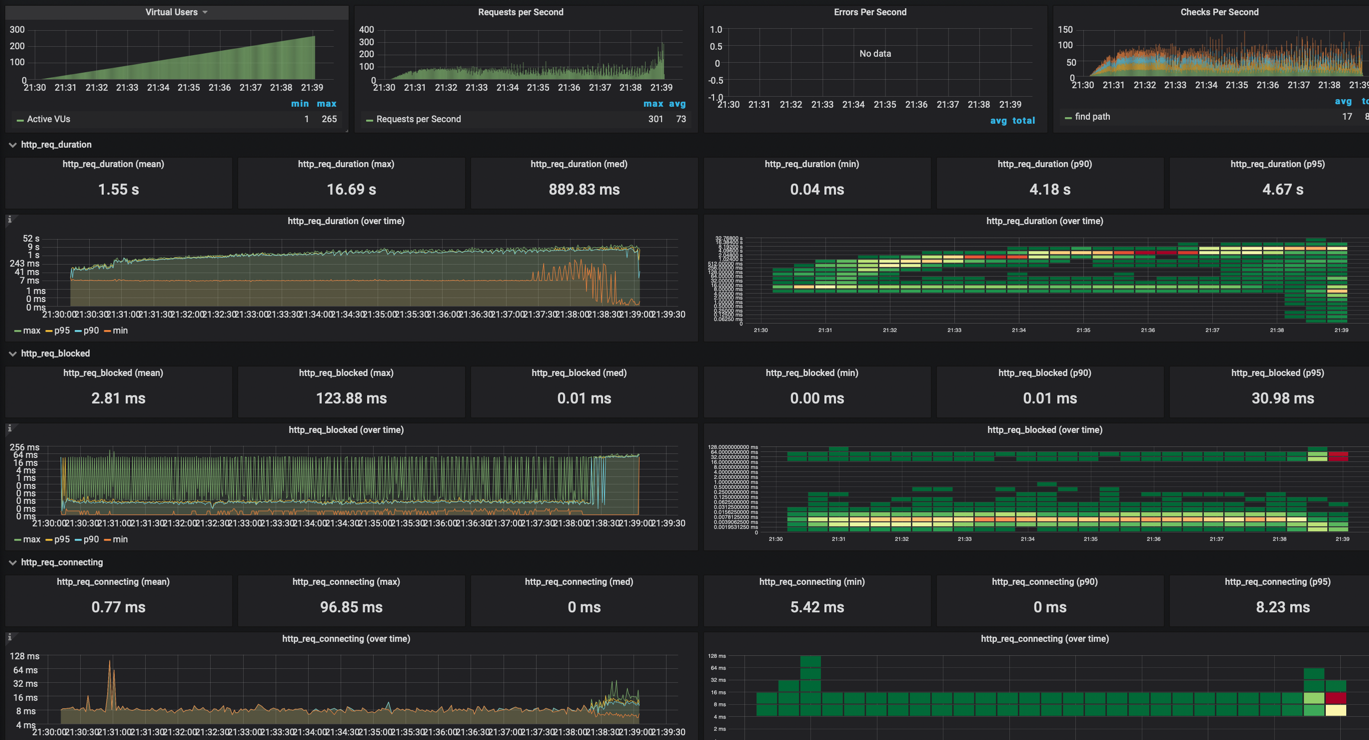 Virtual Users
Requests per Second
Errors Per Second
Checks Per Second
300
200
100
0
21:30 21:31 21:32 21:33 21:34 21:35 21:36 21:37 21:38 21:39
min max
Active VUs 1 265
400
300
200
100
0
21:30 21:31 21:32 21:33 21:34 21:35 21:36 21:37 21:38 21:39
max avg
Requests per Second 301 73
1.0
0.5
0
-0.5
-1.0
No data
21:30 21:31 21:32 21:33 21:34 21:35 21:36 21:37 21:38 21:39
avg total
150
100
50
0
21:30 21:31 21:32 21:33 21:34 21:35 21:36 21:37 21:38
avg
find path 17
http_req_duration
http_req_duration (mean)
1.55 s
http_req_duration (max)
16.69 s
http_req_duration (med)
889.83 ms
http_req_duration (min)
0.04 ms
http_req_duration (p90)
4.18 s
http_req_duration (p95)
4.67 s
http_req_duration (over time)
52 s
9 s
1 s
243 ms
41 ms
7 ms
1 ms
0 ms
0 ms
21:30:00 21:30:30 21:31:00 21:31:30 21:32:00 21:32:30 21:33:00 21:33:30 21:34:00 21:34:30 21:35:00 21:35:30 21:36:00 21:36:30 21:37:00 21:37:30 21:38:00 21:38:30 21:39:00 21:39:30
max p95 p90 min
http_req_duration (over time)
21:30 21:31 21:32 21:33 21:34 21:35 21:36 21:37 21:38 21:39
http_req_blocked
http_req_blocked (mean)
2.81 ms
http_req_blocked (max)
123.88 ms
http_req_blocked (med)
0.01 ms
http_req_blocked (min)
0.00 ms
http_req_blocked (p90)
0.01 ms
http_req_blocked (p95)
30.98 ms
http_req_blocked (over time)
256 ms
64 ms
16 ms
4 ms
1 ms
0 ms
0 ms
0 ms
0 ms
21:30:00 21:30:30 21:31:00 21:31:30 21:32:00 21:32:30 21:33:00 21:33:30 21:34:00 21:34:30 21:35:00 21:35:30 21:36:00 21:36:30 21:37:00 21:37:30 21:38:00 21:38:30 21:39:00 21:39:30
max p95 p90 min
http_req_blocked (over time)
21:30 21:31 21:32 21:33 21:34 21:35 21:36 21:37 21:38 21:39
http_req_connecting
http_req_connecting (mean)
0.77 ms
http_req_connecting (max)
96.85 ms
http_req_connecting (med)
0 ms
http_req_connecting (min)
5.42 ms
http_req_connecting (p90)
0 ms
http_req_connecting (p95)
8.23 ms
http_req_connecting (over time)
128 ms
64 ms
32 ms
16 ms
8 ms
4 ms
21:30:00 21:30:30 21:31:00 21:31:30 21:32:00 21:32:30 21:33:00 21:33:30 21:34:00 21:34:30 21:35:00 21:35:30 21:36:00 21:36:30 21:37:00 21:37:30 21:38:00 21:38:30 21:39:00 21:39:30
http_req_connecting (over time)
128 ms
64 ms
32 ms
16 ms
8 ms
4 ms
2 ms